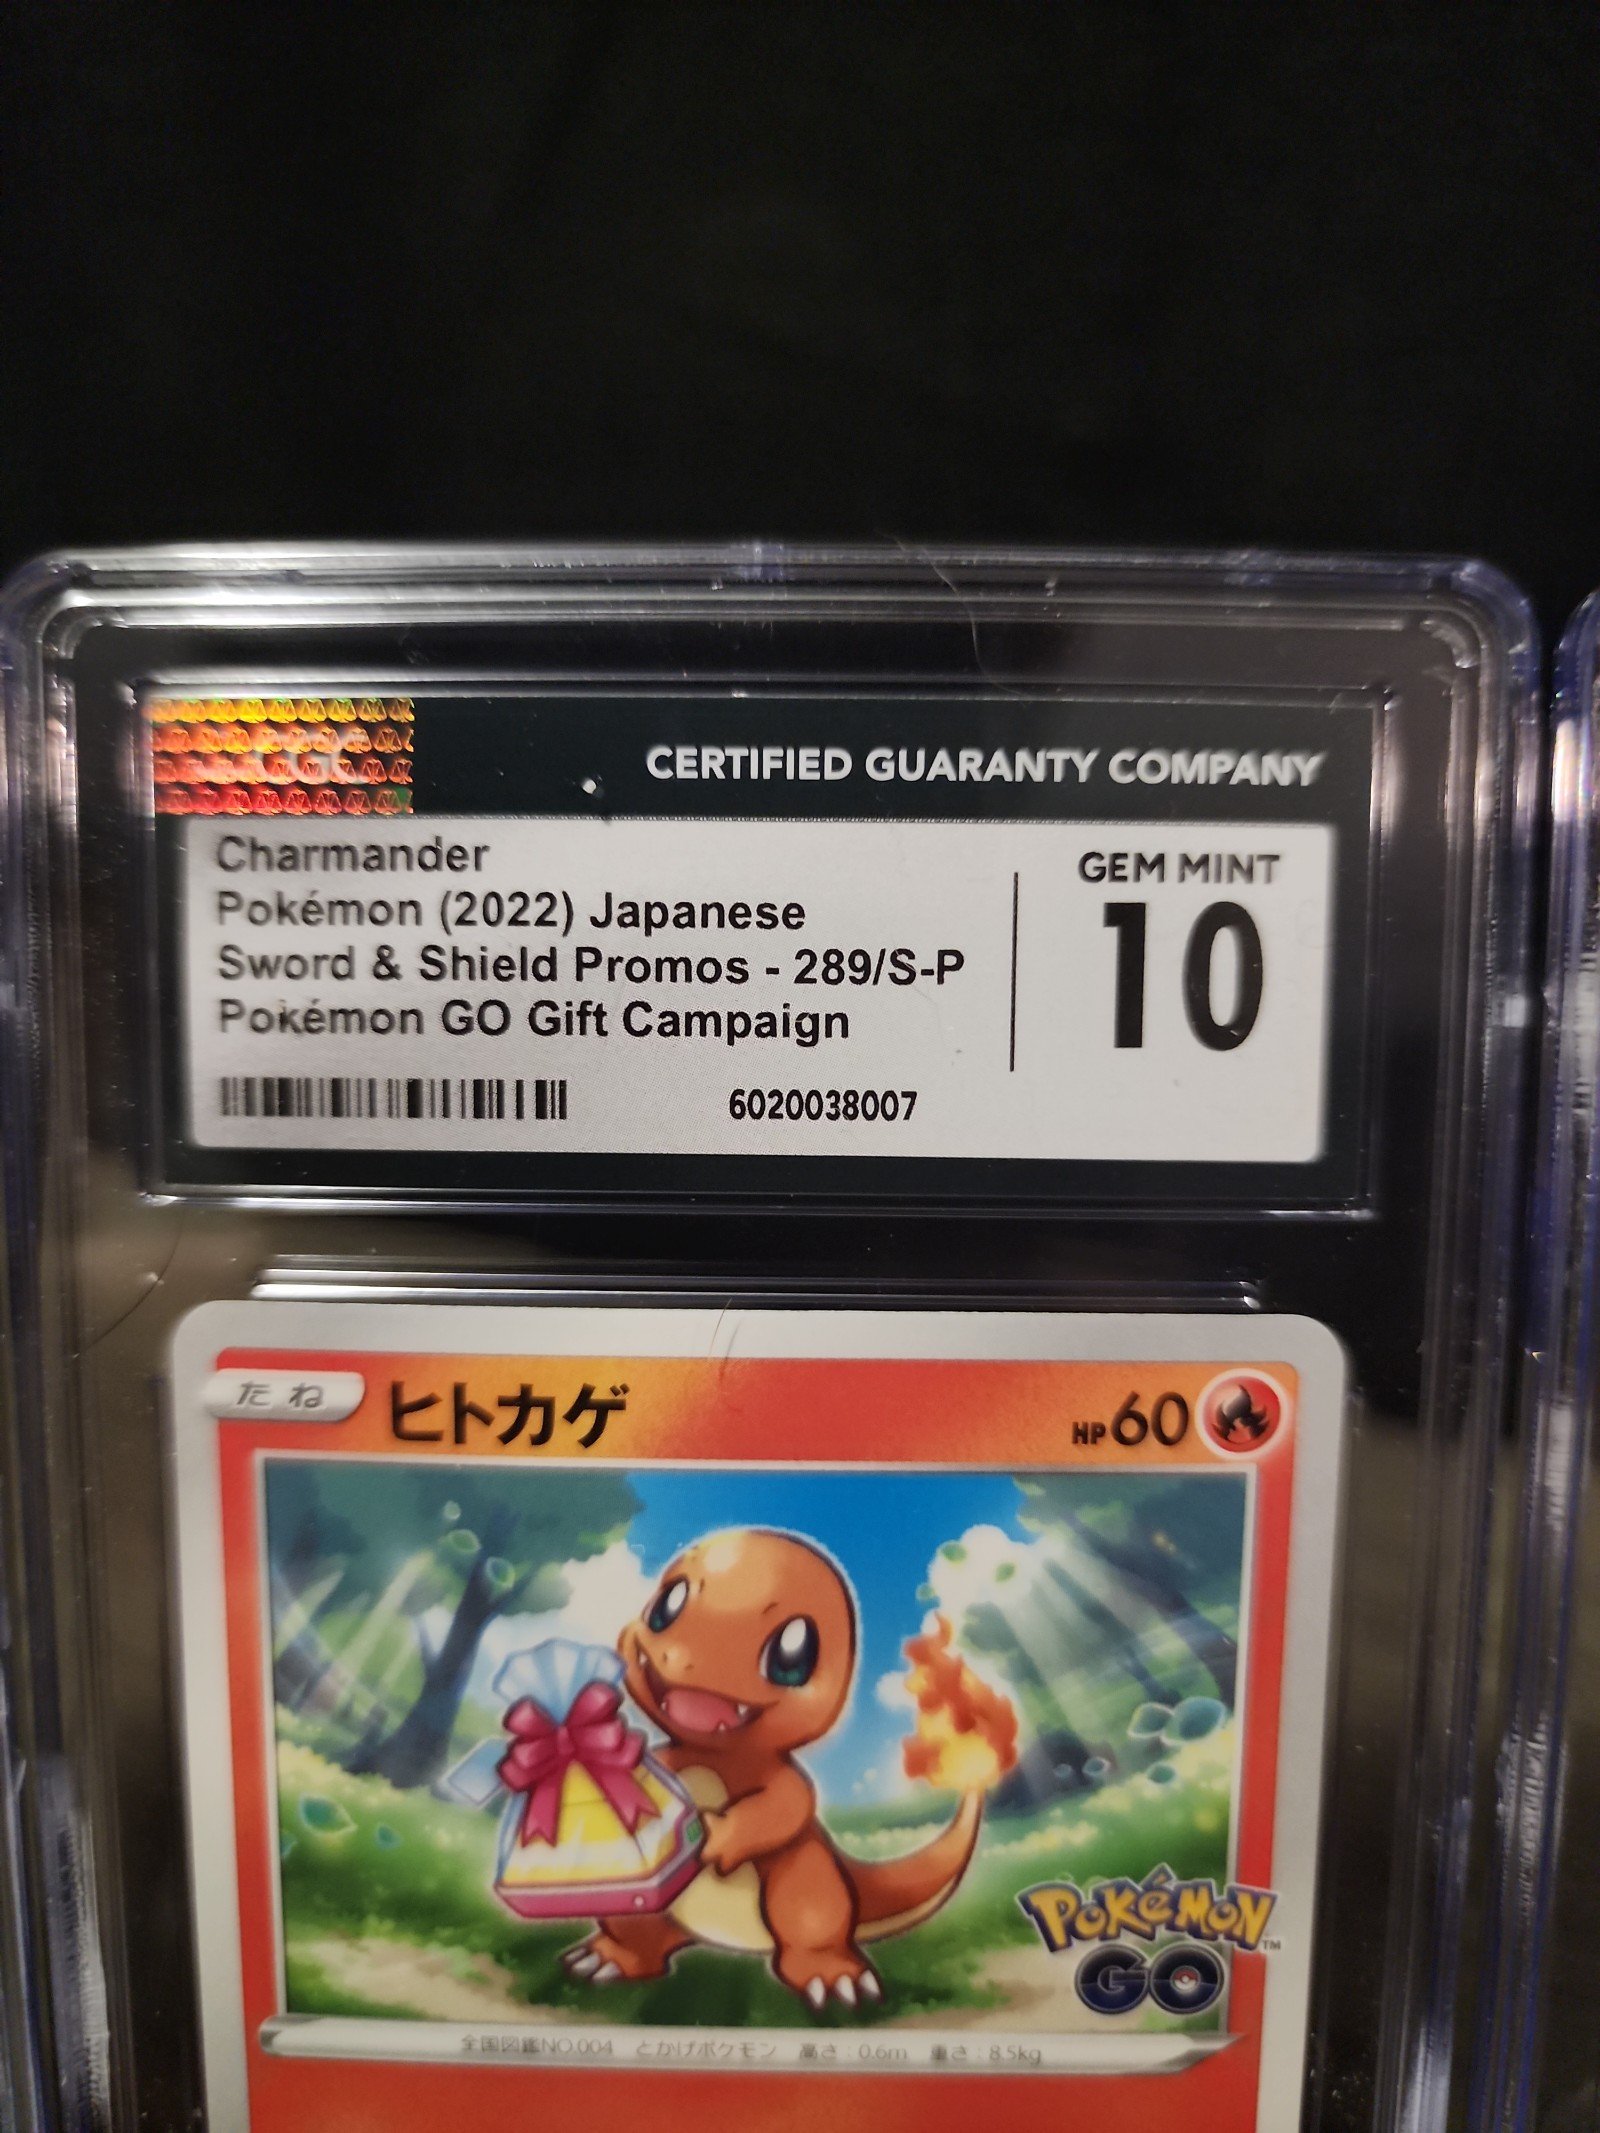 CGC
CERTIFIED GUARANTY COMPANY
Charmander
Pokémon (2022) Japanese
Sword & Shield Promos - 289/S-P
Pokémon GO Gift Campaign
GEM MINT
10
6020038007
たね ヒトカゲ HP60
POKéMON™
GO
全国図鑑NO.004 とかげポケモン 高さ:0.6m 重さ:8.5kg